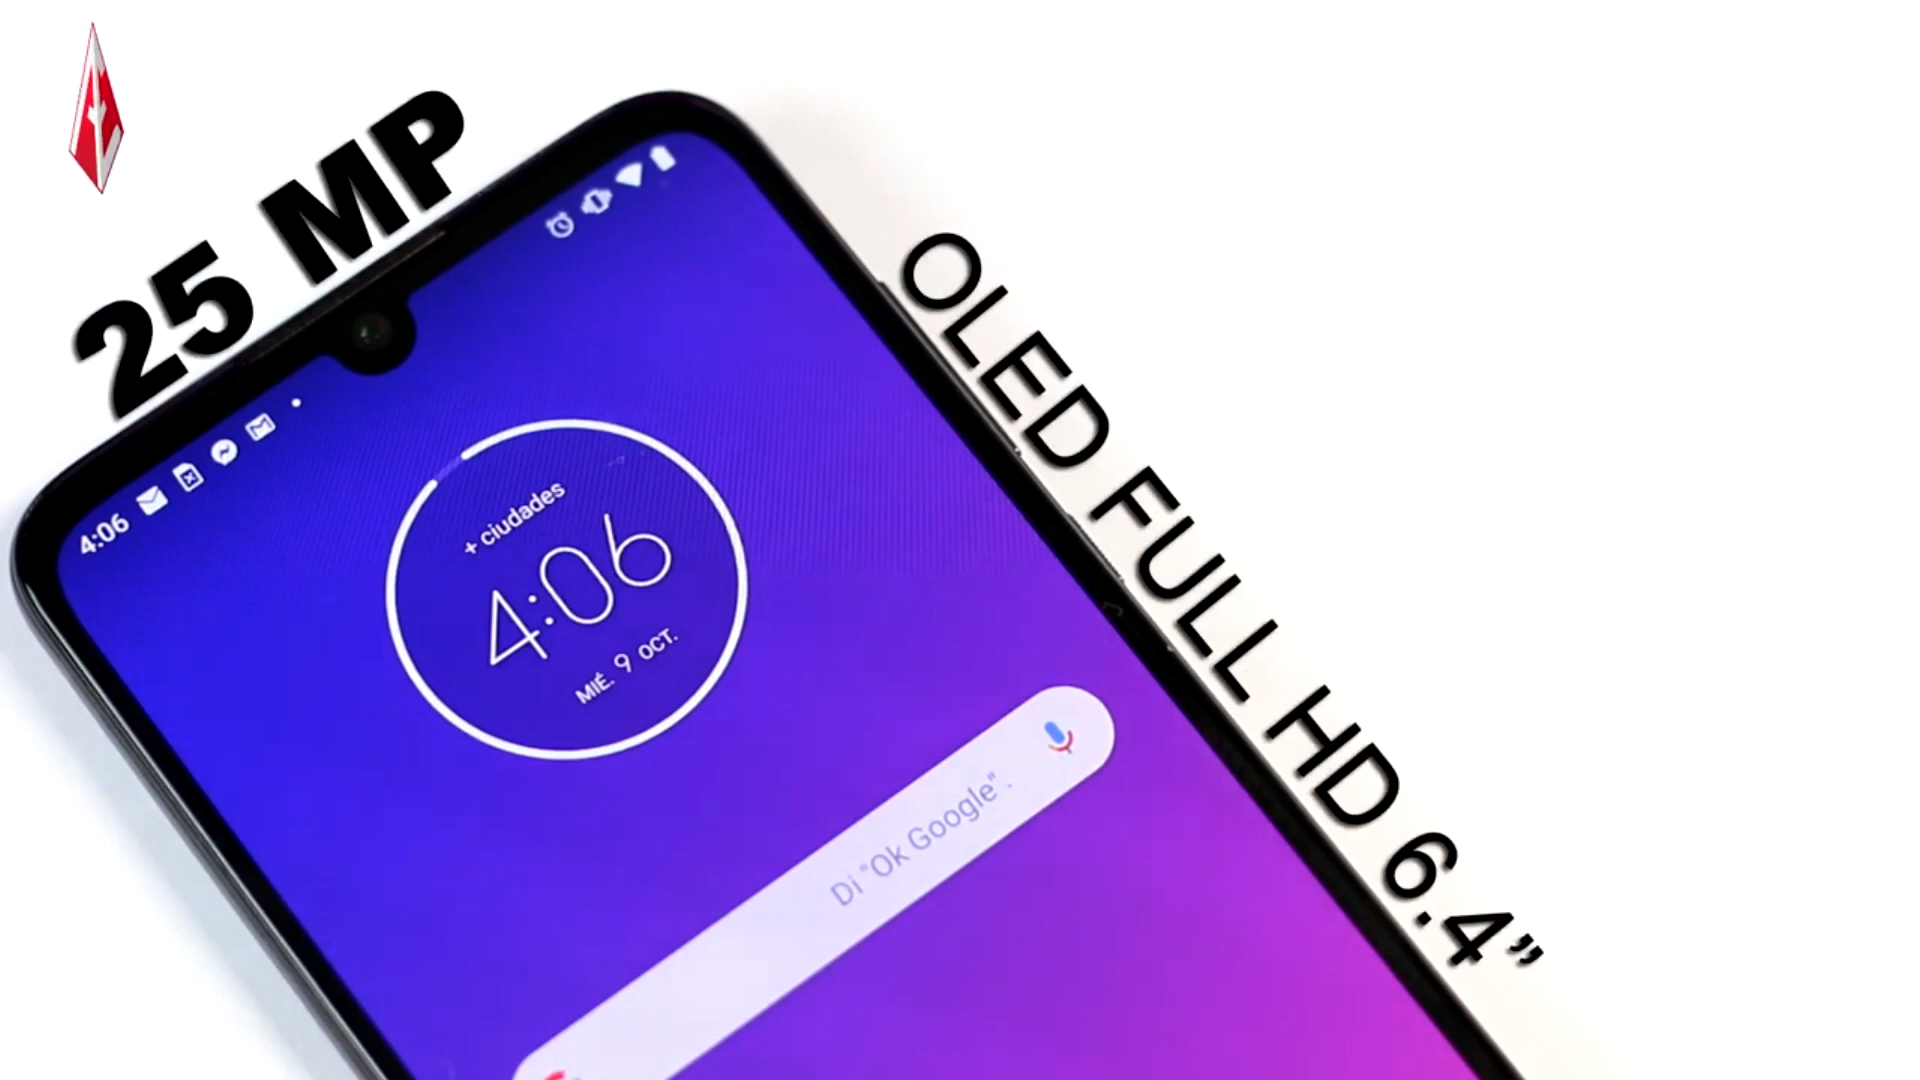 25 MP
OLED FULL HD 6.4”
4:06
+ ciudades
4:06
MIÉ. 9 OCT.
Di "Ok Google".